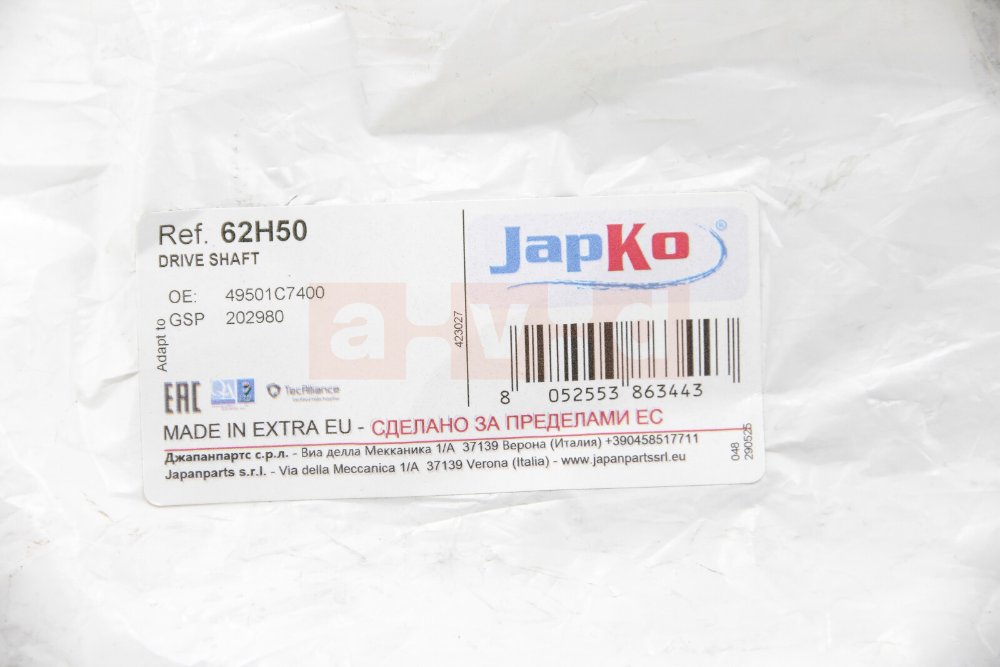 Ref. 62H50
DRIVE SHAFT
OE: 49501C7400
GSP 202980
Adapt to
423027
JapKo®
8 052553 863443
a-v-d
EAC
TecAlliance
MADE IN EXTRA EU - СДЕЛАНО ЗА ПРЕДЕЛАМИ ЕС
Джапанпартс с.р.л. - Виа делла Мекканика 1/A 37139 Верона (Италия) +390458517711
Japanparts s.r.l. - Via della Meccanica 1/A 37139 Verona (Italia) - www.japanpartssrl.eu
048
290525